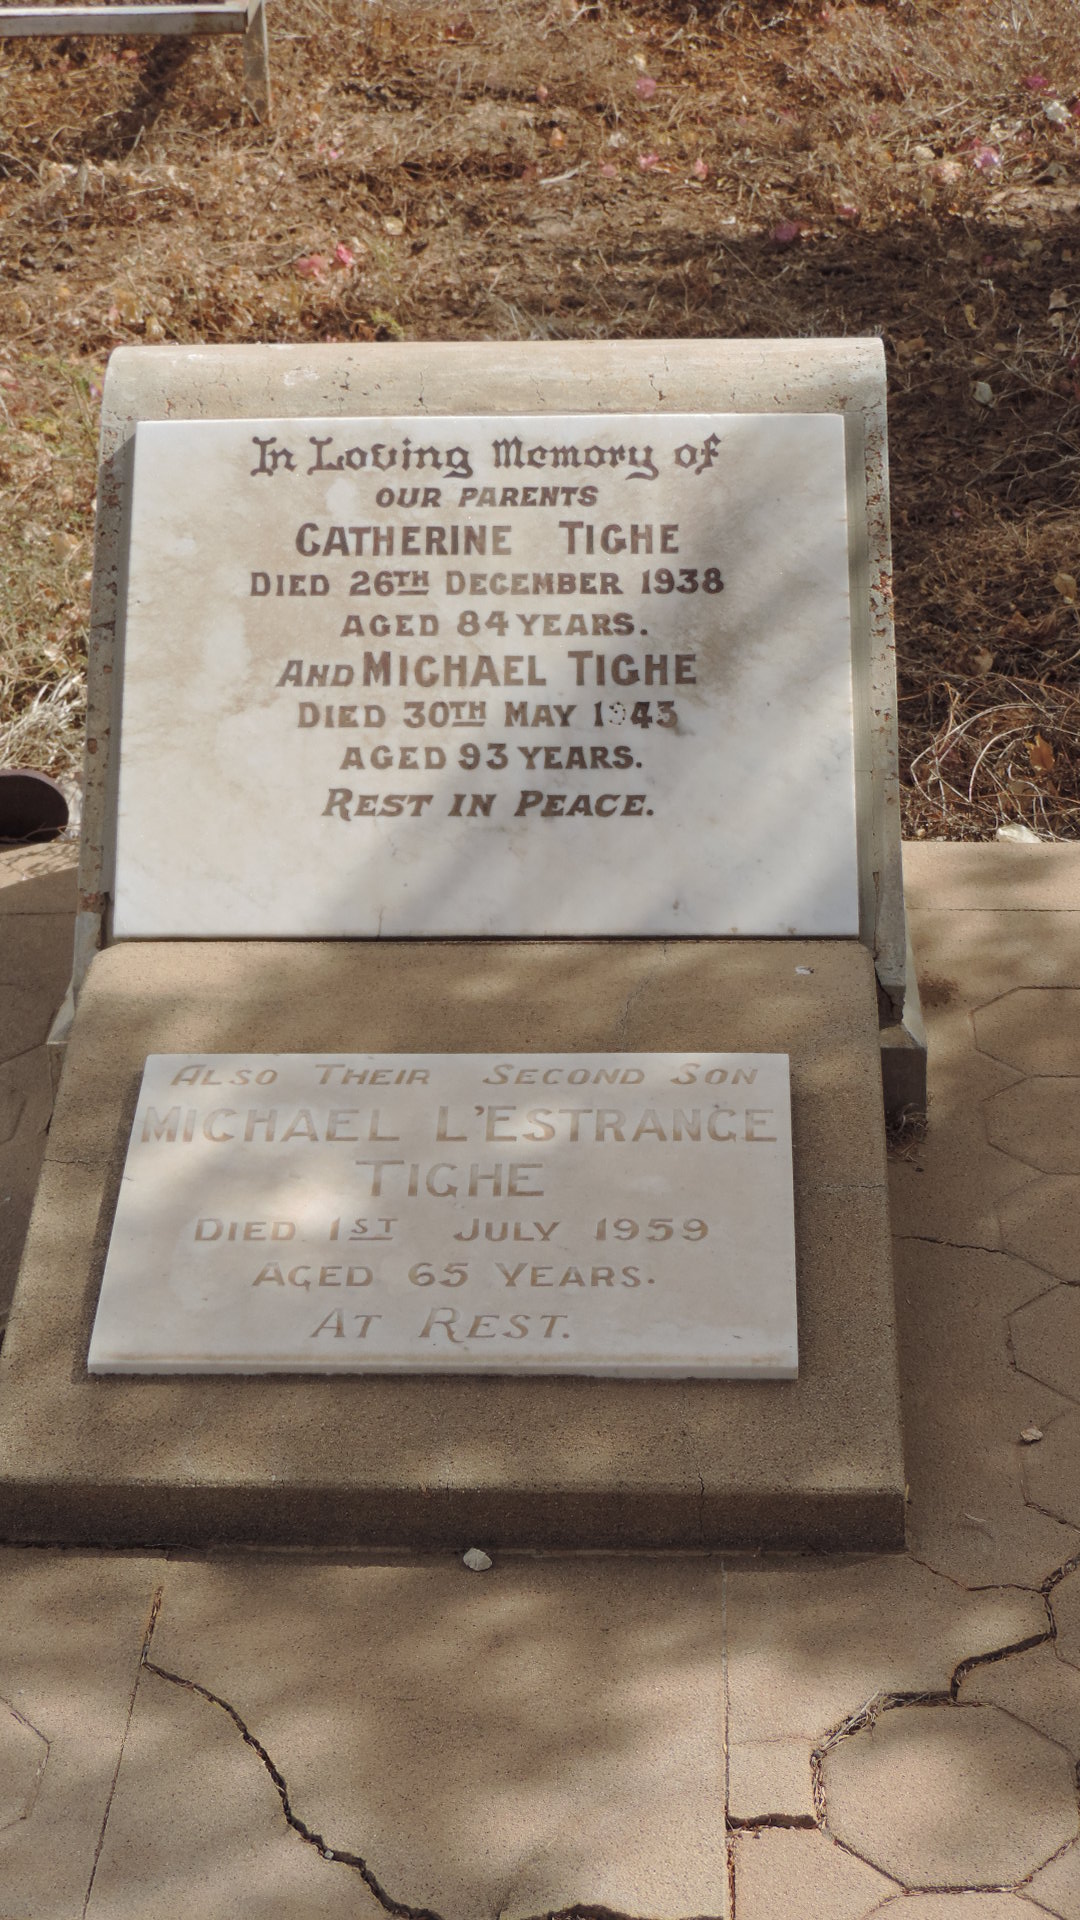 In Loving Memory of
OUR PARENTS
CATHERINE TIGHE
DIED 26TH DECEMBER 1938
AGED 84 YEARS.
AND MICHAEL TIGHE
DIED 30TH MAY 1943
AGED 93 YEARS.
REST IN PEACE.
ALSO THEIR SECOND SON
MICHAEL L'ESTRANGE
TIGHE
DIED 1ST JULY 1959
AGED 65 YEARS.
AT REST.